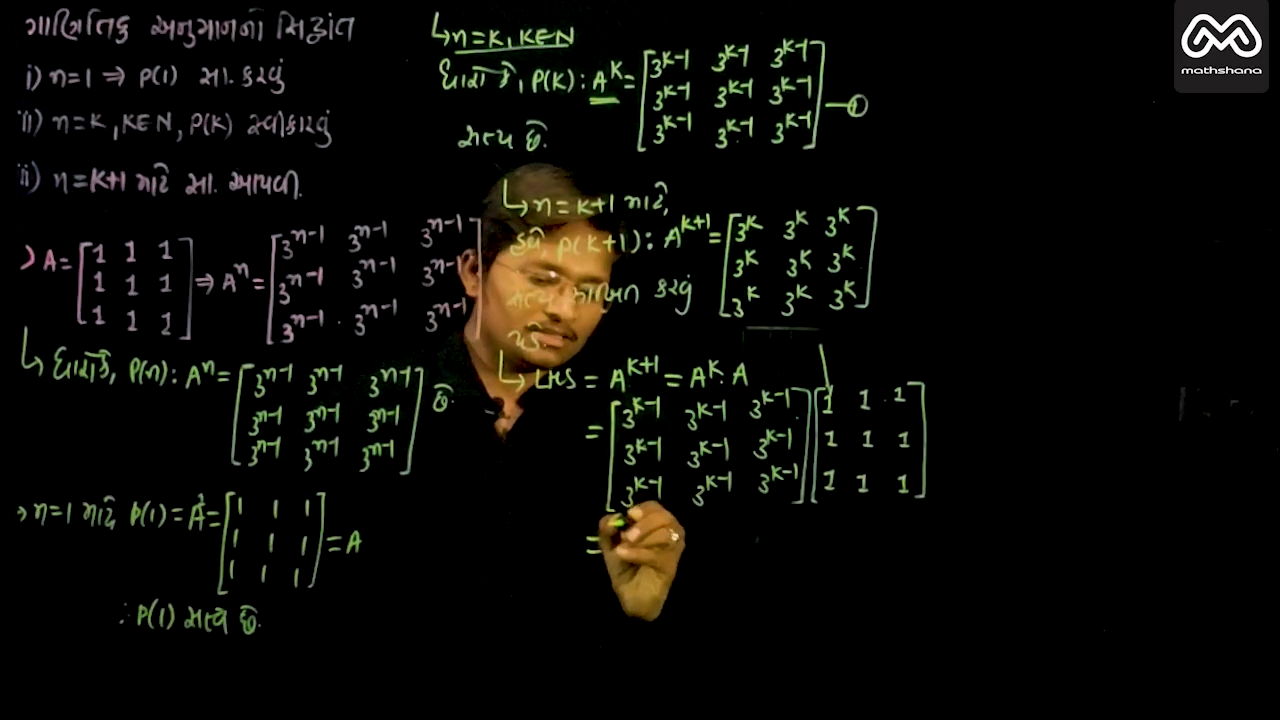 ગાણિતિક અનુમાનનો સિદ્ધાંત
i) n=1 ⇒ P(1) સા. કરવું
ii) n=K, K∈N, P(K) સ્વીકારવું
ii) n=K+1 માટે સા. આપવી.
) A= [1 1 1
1 1 1
1 1 1] ⇒ Aⁿ= [3ⁿ⁻¹ 3ⁿ⁻¹ 3ⁿ⁻¹
3ⁿ⁻¹ 3ⁿ⁻¹ 3ⁿ⁻¹
3ⁿ⁻¹ 3ⁿ⁻¹ 3ⁿ⁻¹]
↳ ધારોકે, P(n): Aⁿ= [3ⁿ⁻¹ 3ⁿ⁻¹ 3ⁿ⁻¹
3ⁿ⁻¹ 3ⁿ⁻¹ 3ⁿ⁻¹
3ⁿ⁻¹ 3ⁿ⁻¹ 3ⁿ⁻¹] છે.
→ n=1 માટે P(1) = A¹= [1 1 1
1 1 1
1 1 1] = A
∴ P(1) સત્ય છે.
↳ n=K, K∈N
ધારો કે, P(K): Aᴷ= [3ᴷ⁻¹ 3ᴷ⁻¹ 3ᴷ⁻¹
3ᴷ⁻¹ 3ᴷ⁻¹ 3ᴷ⁻¹
3ᴷ⁻¹ 3ᴷ⁻¹ 3ᴷ⁻¹] —①
સત્ય છે.
↳ n=K+1 માટે,
હવે, P(K+1): Aᴷ⁺¹= [3ᴷ 3ᴷ 3ᴷ
3ᴷ 3ᴷ 3ᴷ
3ᴷ 3ᴷ 3ᴷ]
સત્ય સાબિત કરવું
પડે.
↳ LHS = Aᴷ⁺¹ = Aᴷ·A
= [3ᴷ⁻¹ 3ᴷ⁻¹ 3ᴷ⁻¹
3ᴷ⁻¹ 3ᴷ⁻¹ 3ᴷ⁻¹
3ᴷ⁻¹ 3ᴷ⁻¹ 3ᴷ⁻¹] [1 1 1
1 1 1
1 1 1]
=
mathshana